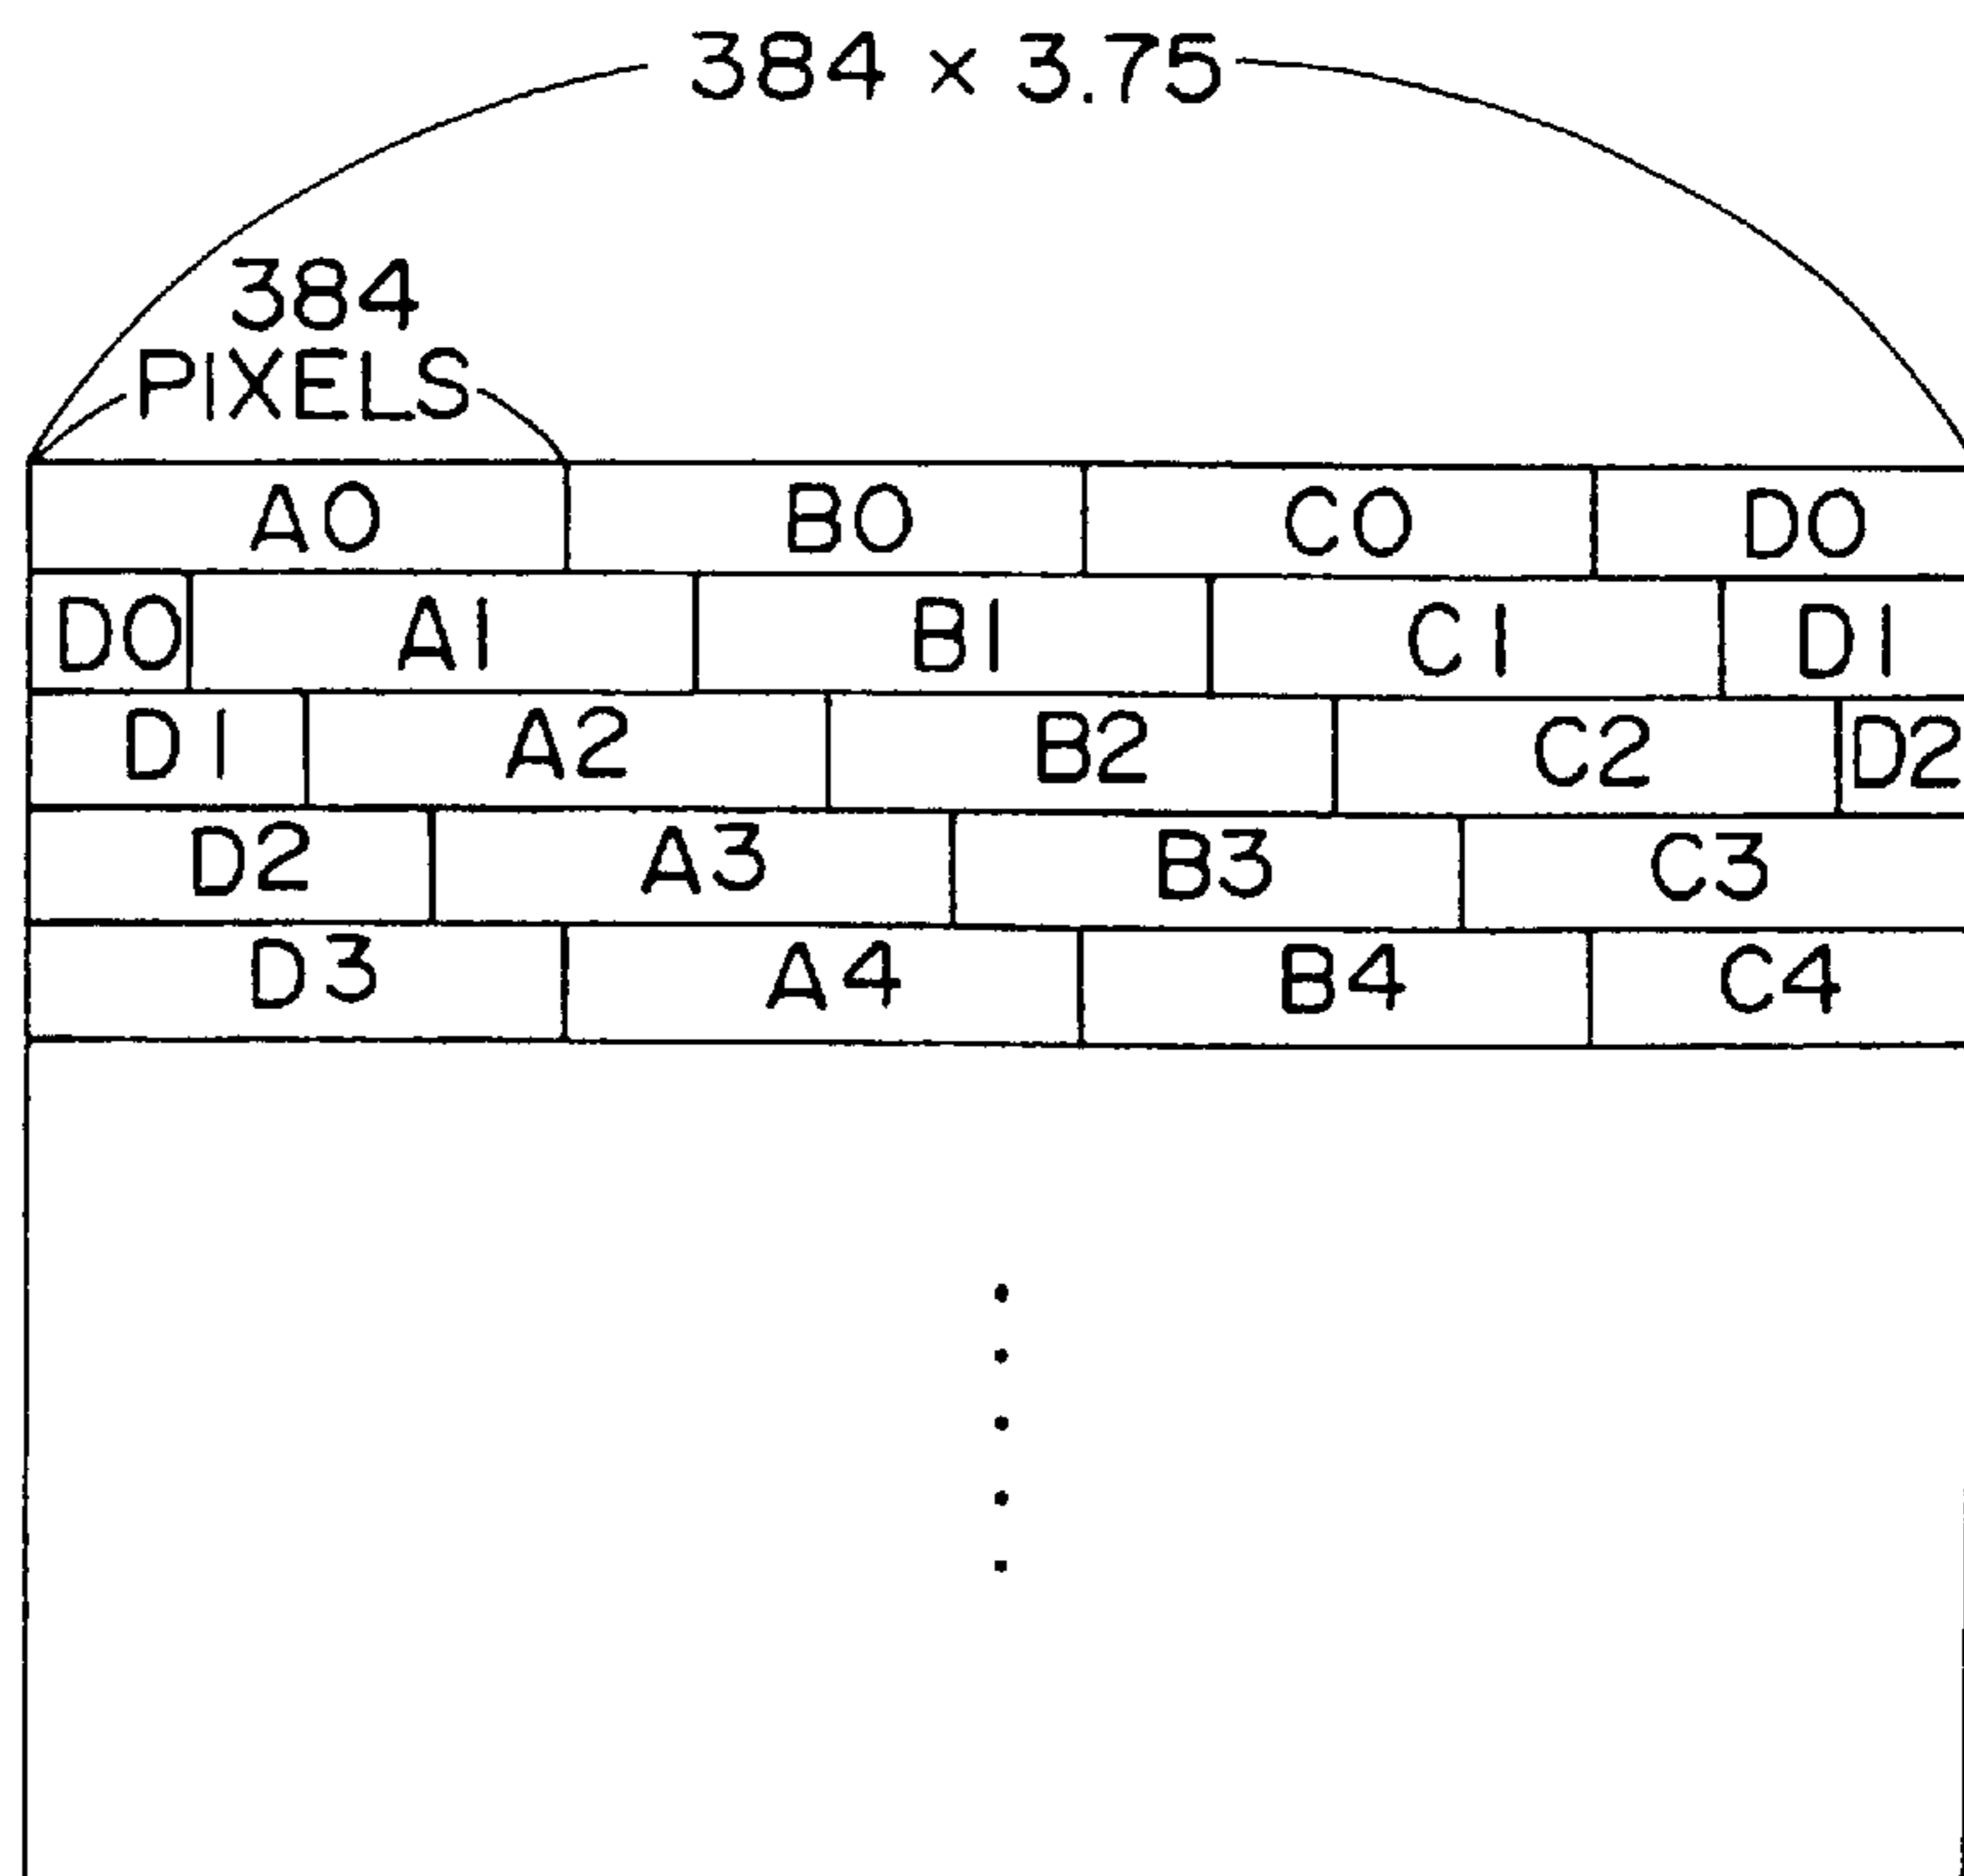 384 × 3.75
384
PIXELS
A0 B0 C0 D0
D0 A1 B1 C1 D1
D1 A2 B2 C2 D2
D2 A3 B3 C3
D3 A4 B4 C4